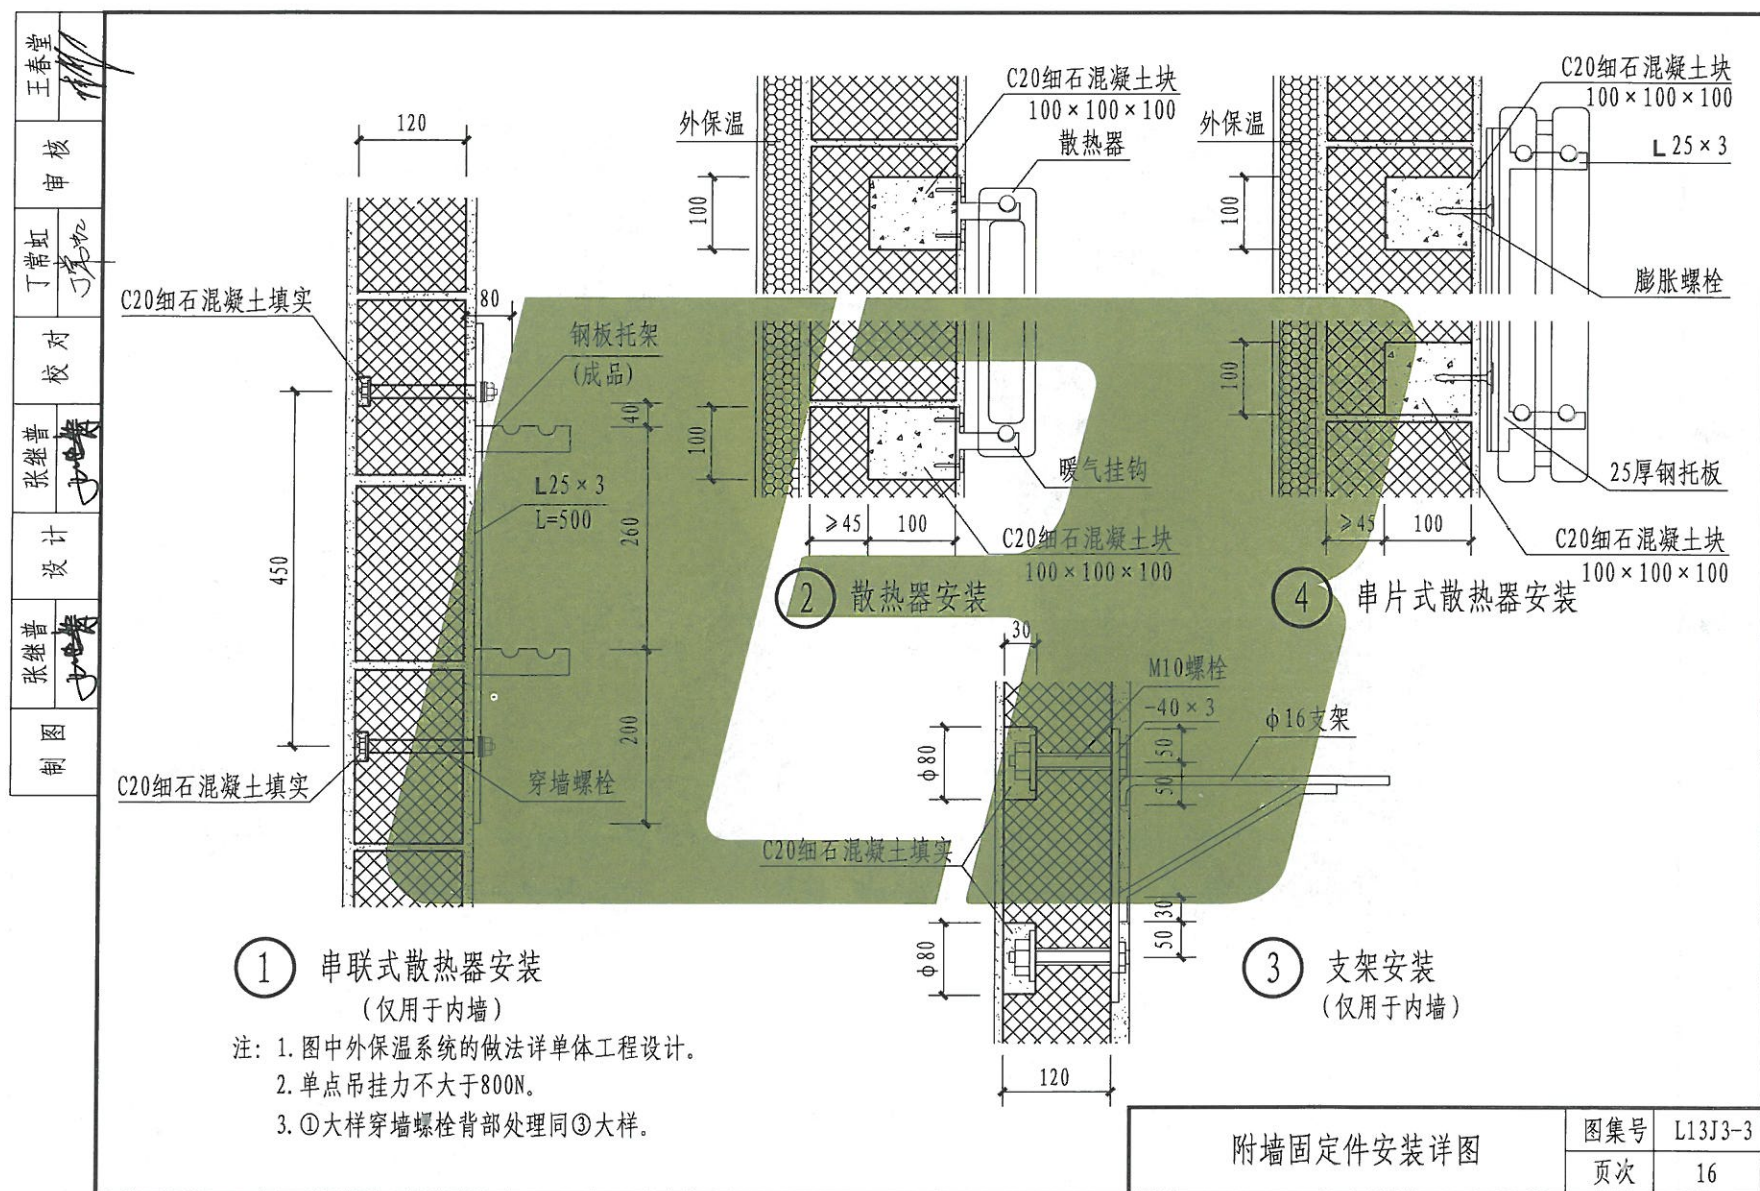 王春堂
审核
丁常虹
校对
张继普
设计
张继普
制图
120
C20细石混凝土填实
80
钢板托架
(成品)
40
L25×3
L=500
260
450
200
穿墙螺栓
C20细石混凝土填实
① 串联式散热器安装
(仅用于内墙)
外保温
C20细石混凝土块
100×100×100
散热器
100
100
暖气挂钩
≥45
100
C20细石混凝土块
100×100×100
② 散热器安装
外保温
C20细石混凝土块
100×100×100
L25×3
100
膨胀螺栓
100
25厚钢托板
≥45
100
C20细石混凝土块
100×100×100
④ 串片式散热器安装
30
M10螺栓
-40×3
ф16支架
ф80
50
50
C20细石混凝土填实
30
50
ф80
120
③ 支架安装
(仅用于内墙)
注: 1.图中外保温系统的做法详单体工程设计。
2.单点吊挂力不大于800N。
3.①大样穿墙螺栓背部处理同③大样。
附墙固定件安装详图
图集号 L13J3-3
页次 16